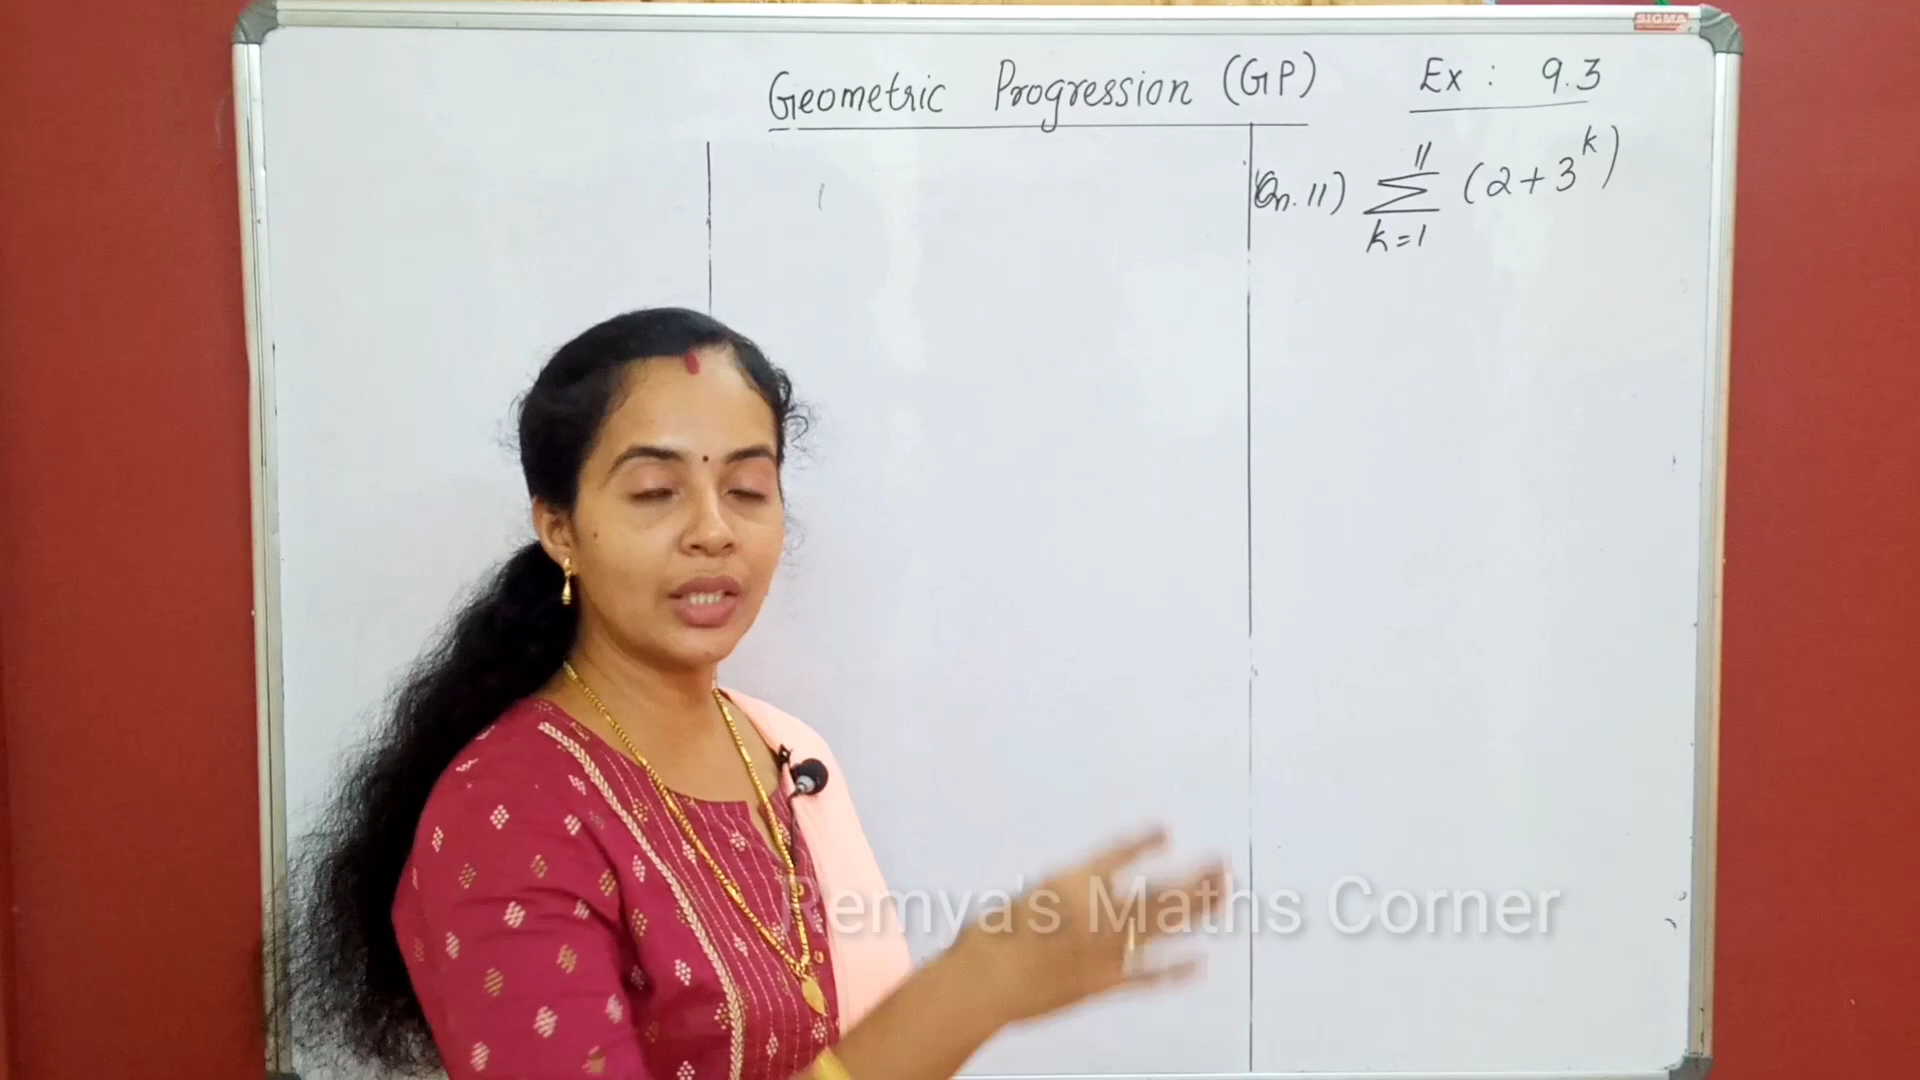 SIGMA
Geometric Progression (GP)
Ex : 9.3
Qn. 11) ∑_{k=1}^{11} (2+3^k)
Remya's Maths Corner